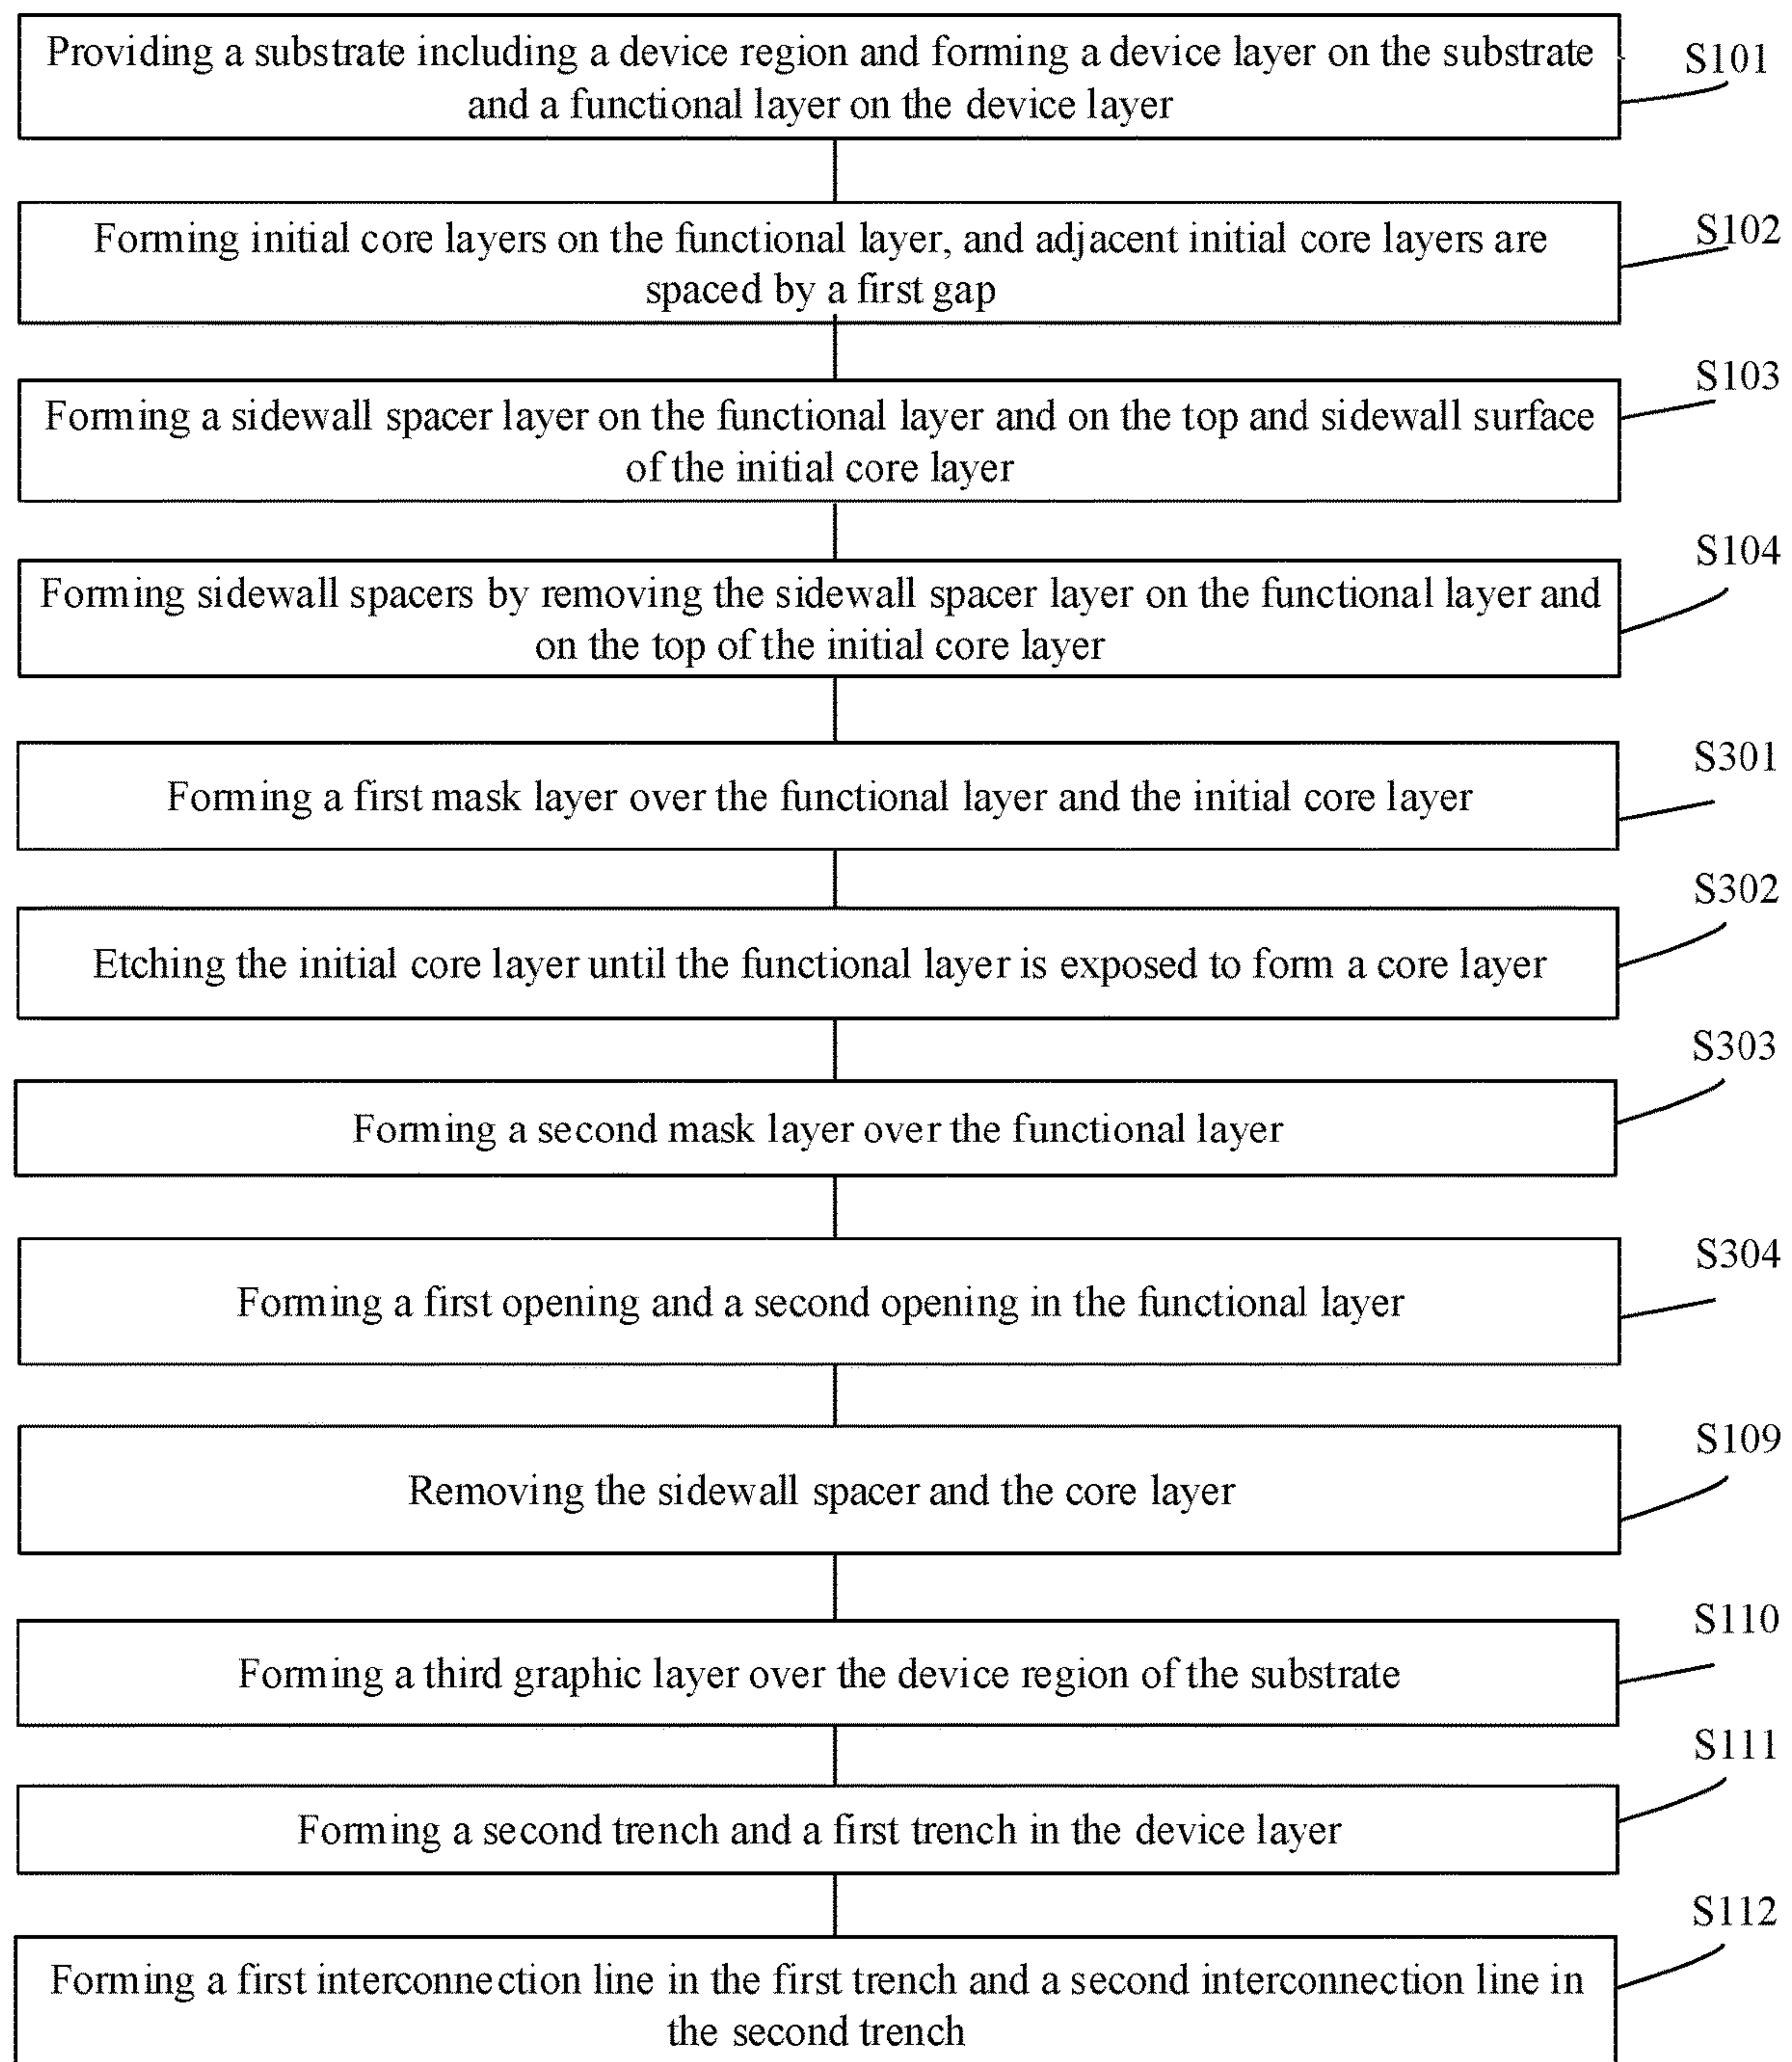 Providing a substrate including a device region and forming a device layer on the substrate
and a functional layer on the device layer
S101
Forming initial core layers on the functional layer, and adjacent initial core layers are
spaced by a first gap
S102
Forming a sidewall spacer layer on the functional layer and on the top and sidewall surface
of the initial core layer
S103
Forming sidewall spacers by removing the sidewall spacer layer on the functional layer and
on the top of the initial core layer
S104
Forming a first mask layer over the functional layer and the initial core layer
S301
Etching the initial core layer until the functional layer is exposed to form a core layer
S302
Forming a second mask layer over the functional layer
S303
Forming a first opening and a second opening in the functional layer
S304
Removing the sidewall spacer and the core layer
S109
Forming a third graphic layer over the device region of the substrate
S110
Forming a second trench and a first trench in the device layer
S111
Forming a first interconnection line in the first trench and a second interconnection line in
the second trench
S112